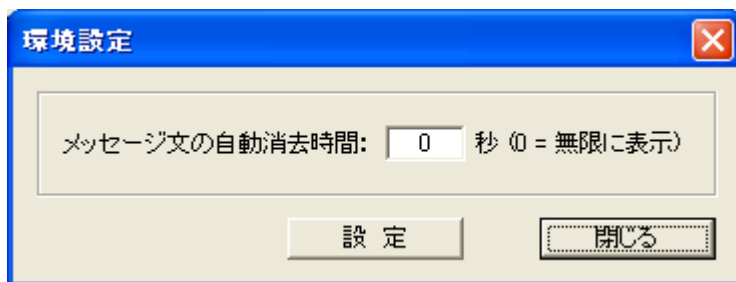 環境設定
メッセージ文の自動消去時間: 0 秒 (0 = 無限に表示)
設 定 閉じる